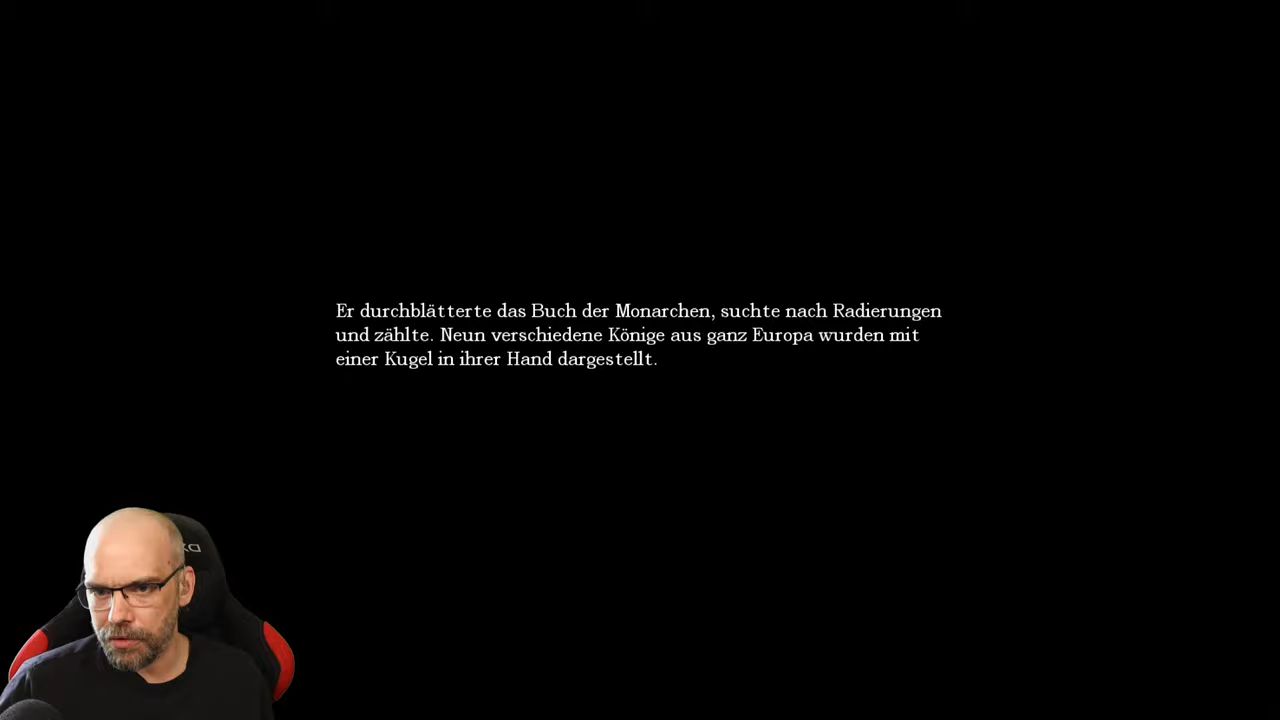 Er durchblätterte das Buch der Monarchen, suchte nach Radierungen
und zählte. Neun verschiedene Könige aus ganz Europa wurden mit
einer Kugel in ihrer Hand dargestellt.